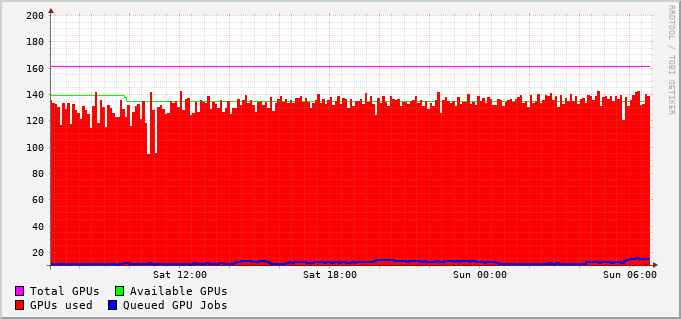 200
180
160
140
120
100
80
60
40
20
Sat 12:00 Sat 18:00 Sun 00:00 Sun 06:00
Total GPUs Available GPUs
GPUs used Queued GPU Jobs
RRDTOOL / TOBI OETIKER